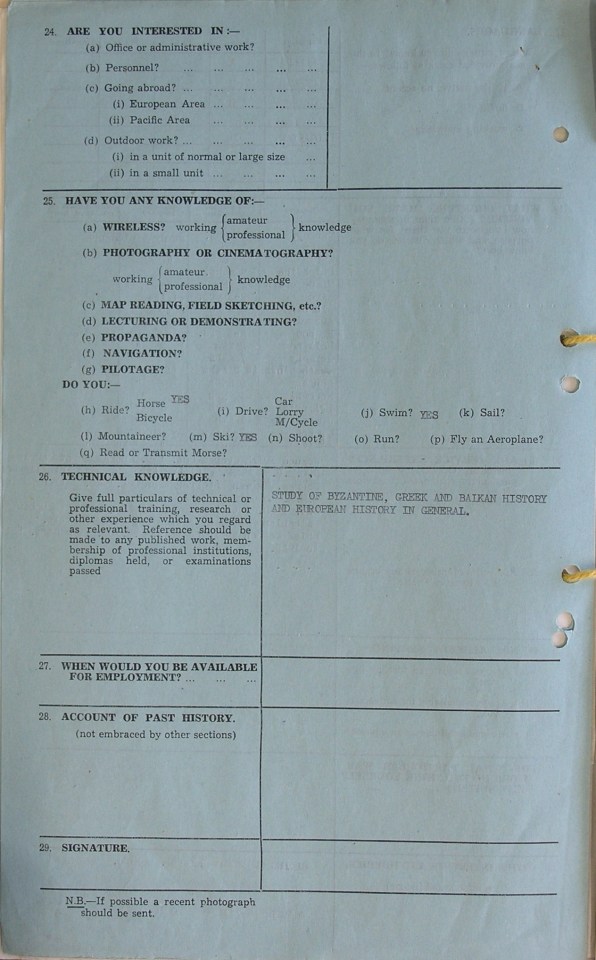 24. ARE YOU INTERESTED IN :—
(a) Office or administrative work?
(b) Personnel? ... ... ... ... ...
(c) Going abroad? ... ... ... ... ...
(i) European Area ... ... ... ...
(ii) Pacific Area ... ... ... ...
(d) Outdoor work? ... ... ... ... ...
(i) in a unit of normal or large size ...
(ii) in a small unit ... ... ... ...
25. HAVE YOU ANY KNOWLEDGE OF:—
(a) WIRELESS? working {amateur professional} knowledge
(b) PHOTOGRAPHY OR CINEMATOGRAPHY?
working {amateur. professional} knowledge
(c) MAP READING, FIELD SKETCHING, etc.?
(d) LECTURING OR DEMONSTRATING?
(e) PROPAGANDA?
(f) NAVIGATION?
(g) PILOTAGE?
DO YOU:—
(h) Ride? Horse YES Bicycle (i) Drive? Car Lorry M/Cycle (j) Swim? YES (k) Sail?
(l) Mountaineer? (m) Ski? YES (n) Shoot? (o) Run? (p) Fly an Aeroplane?
(q) Read or Transmit Morse?
26. TECHNICAL KNOWLEDGE.
Give full particulars of technical or
professional training, research or
other experience which you regard
as relevant. Reference should be
made to any published work, mem-
bership of professional institutions,
diplomas held, or examinations
passed
STUDY OF BYZANTINE, GREEK AND BALKAN HISTORY
AND EUROPEAN HISTORY IN GENERAL.
27. WHEN WOULD YOU BE AVAILABLE
FOR EMPLOYMENT? ... ... ...
28. ACCOUNT OF PAST HISTORY.
(not embraced by other sections)
29. SIGNATURE.
N.B.—If possible a recent photograph
should be sent.